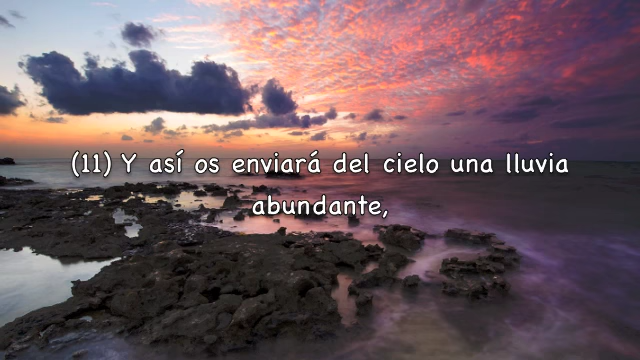 (11) Y así os enviará del cielo una lluvia
abundante,